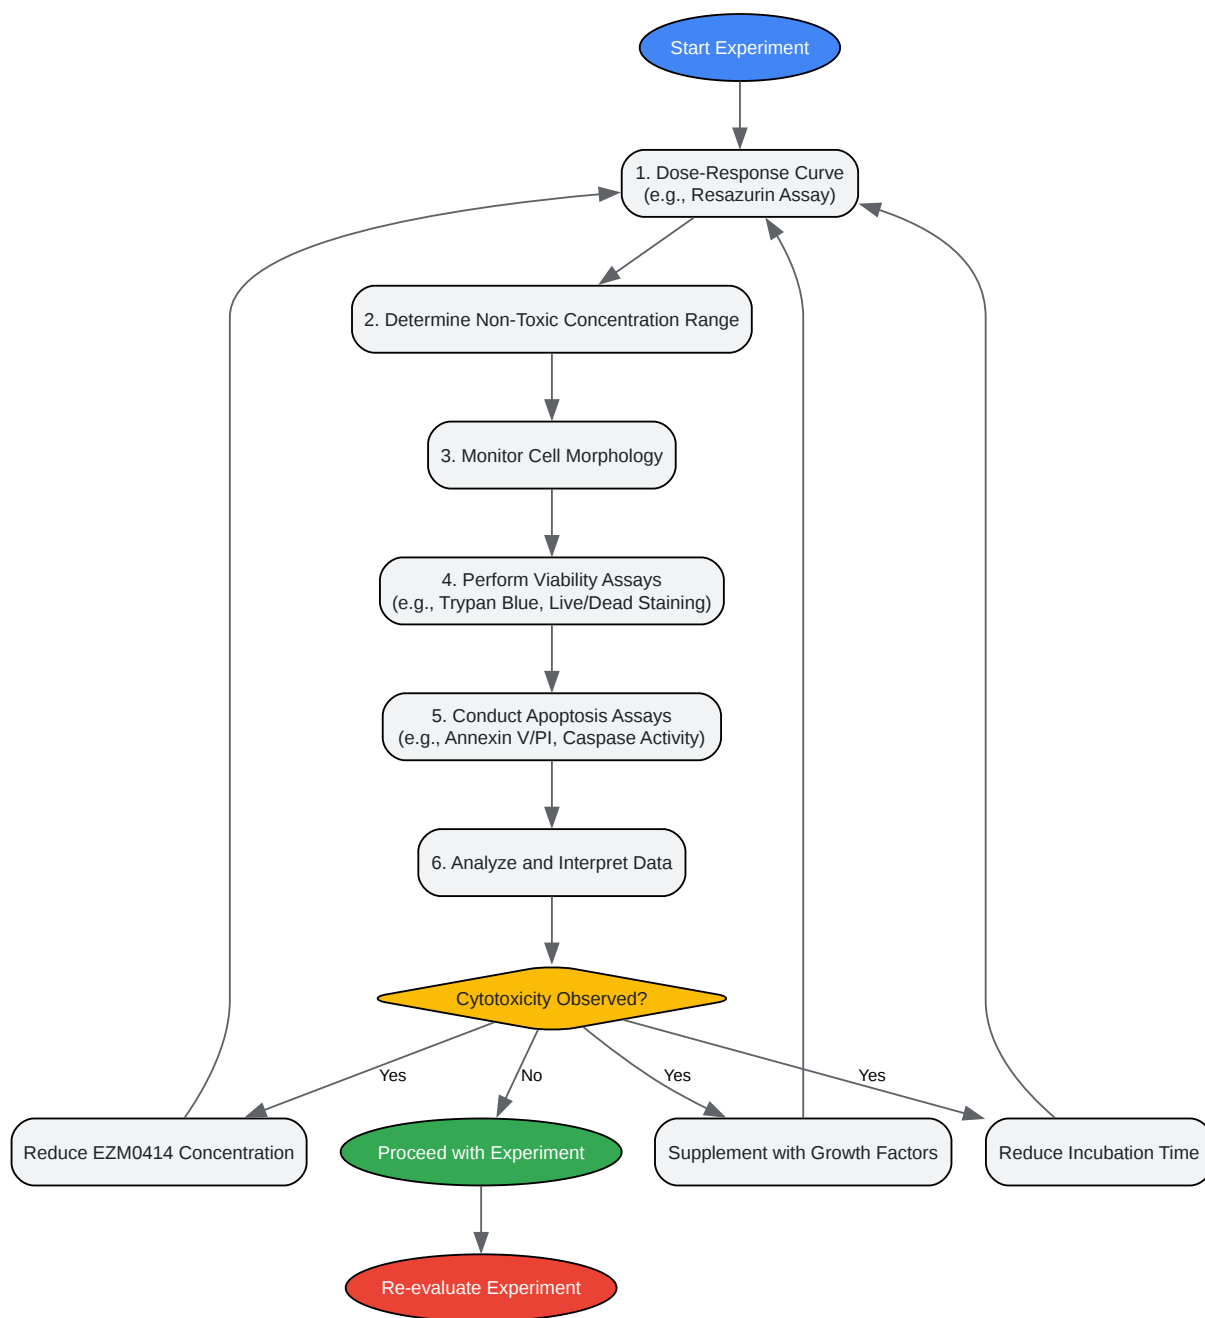 Start Experiment
1. Dose-Response Curve
(e.g., Resazurin Assay)
2. Determine Non-Toxic Concentration Range
3. Monitor Cell Morphology
4. Perform Viability Assays
(e.g., Trypan Blue, Live/Dead Staining)
5. Conduct Apoptosis Assays
(e.g., Annexin V/PI, Caspase Activity)
6. Analyze and Interpret Data
Cytotoxicity Observed?
Yes
No
Yes
Yes
Reduce EZM0414 Concentration
Proceed with Experiment
Supplement with Growth Factors
Reduce Incubation Time
Re-evaluate Experiment